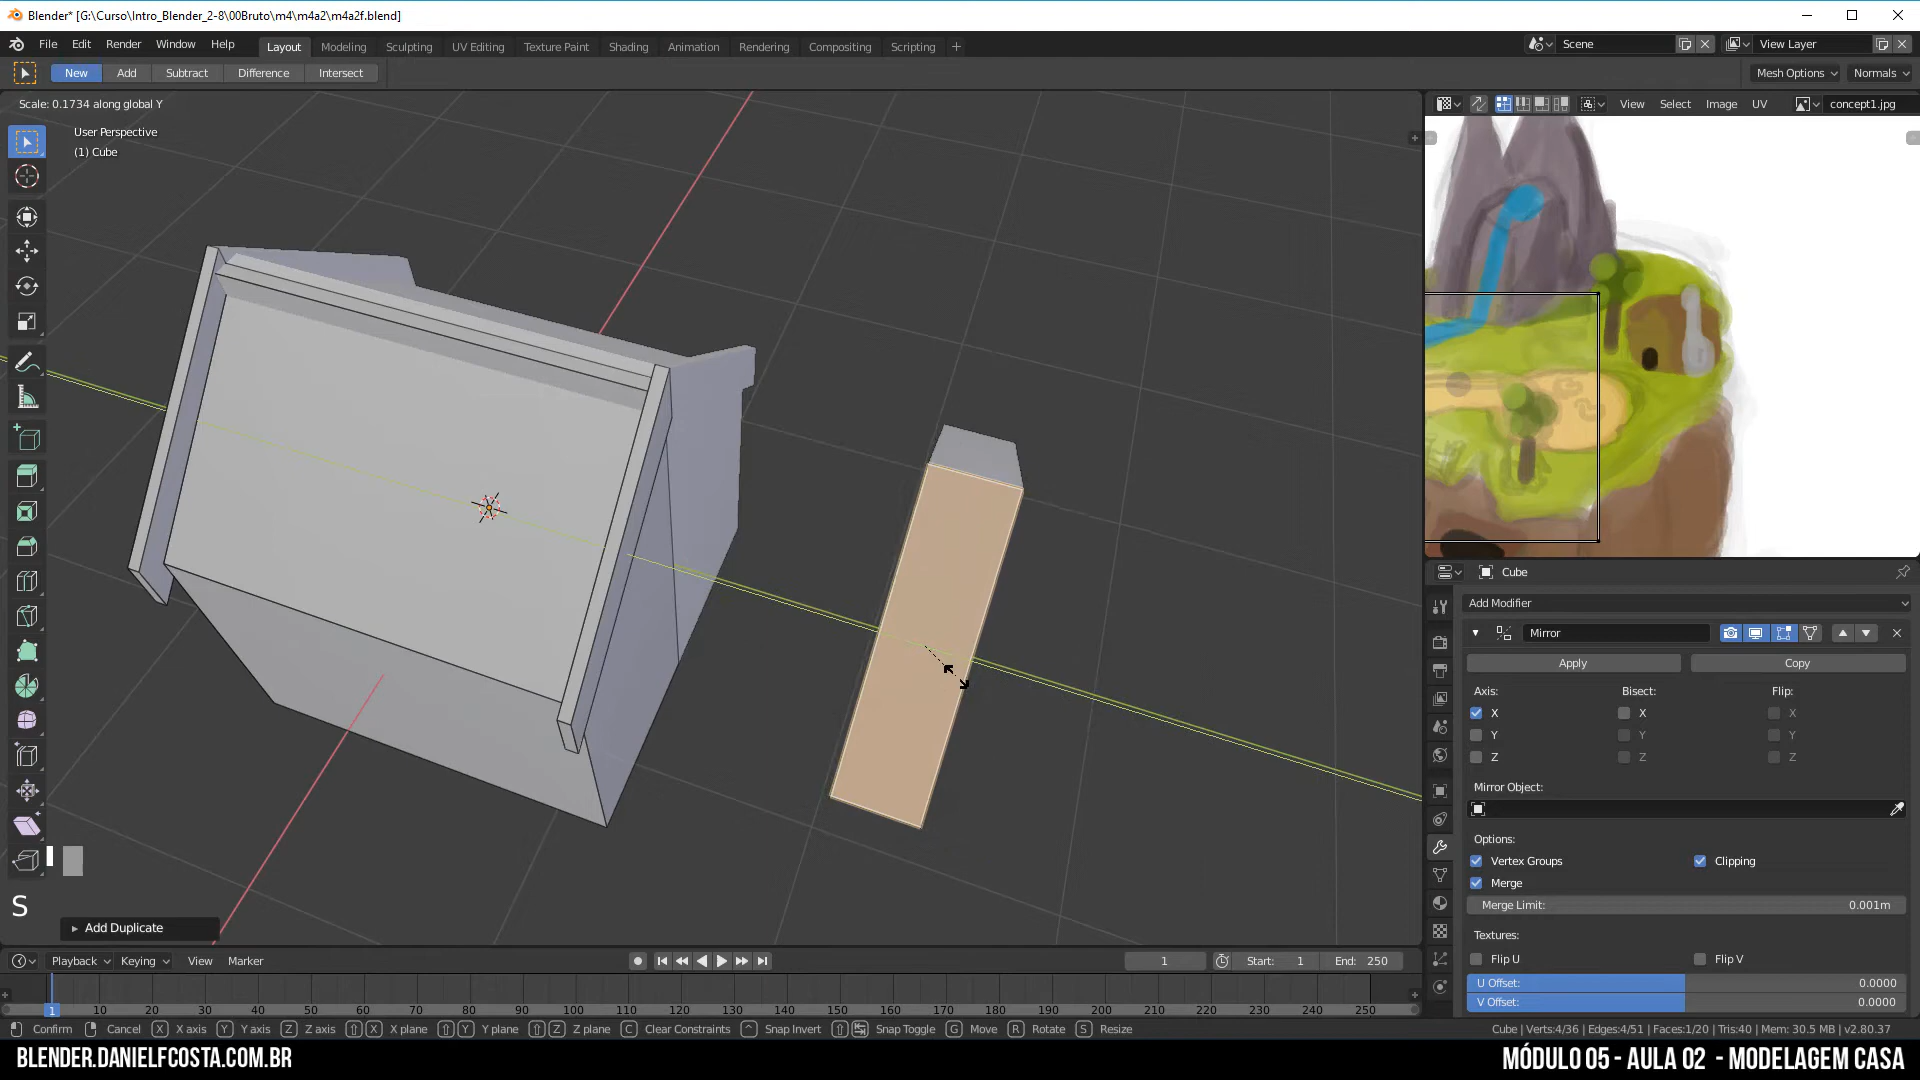 Blender* [G:\Curso\Intro_Blender_2-8\00Bruto\m4\m4a2\m4a2f.blend]
File Edit Render Window Help Layout Modeling Sculpting UV Editing Texture Paint Shading Animation Rendering Compositing Scripting Scene View Layer
New Add Subtract Difference Intersect Mesh Options Normals
Scale: 0.1734 along global Y View Select Image UV concept1.jpg
User Perspective
(1) Cube
Cube
Add Modifier
Mirror
Apply Copy
Axis: Bisect: Flip:
X X X
Y Y Y
Z Z Z
Mirror Object:
Options:
Vertex Groups Clipping
Merge
Merge Limit: 0.001m
S
Add Duplicate
Textures:
Flip U Flip V
Playback Keying View Marker 1 Start: 1 End: 250
U Offset: 0.0000
V Offset: 0.0000
1 10 20 30 40 50 60 70 80 90 100 110 120 130 140 150 160 170 180 190 200 210 220 230 240 250
Confirm Cancel X X axis Y Y axis Z Z axis X X plane Y Y plane Z Z plane C Clear Constraints Snap Invert Snap Toggle G Move R Rotate S Resize Cube | Verts:4/36 | Edges:4/51 | Faces:1/20 | Tris:40 | Mem: 30.5 MB | v2.80.37
BLENDER.DANIELFCOSTA.COM.BR MÓDULO 05 - AULA 02 - MODELAGEM CASA